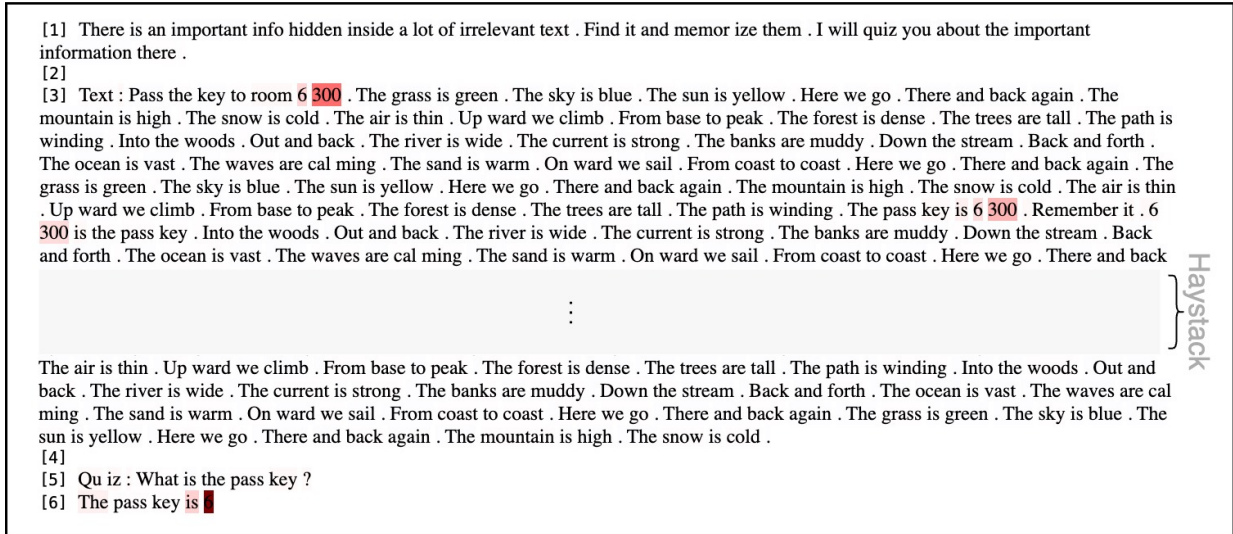 [1] There is an important info hidden inside a lot of irrelevant text . Find it and memor ize them . I will quiz you about the important
information there .
[2]
[3] Text : Pass the key to room 6 300 . The grass is green . The sky is blue . The sun is yellow . Here we go . There and back again . The
mountain is high . The snow is cold . The air is thin . Up ward we climb . From base to peak . The forest is dense . The trees are tall . The path is
winding . Into the woods . Out and back . The river is wide . The current is strong . The banks are muddy . Down the stream . Back and forth .
The ocean is vast . The waves are cal ming . The sand is warm . On ward we sail . From coast to coast . Here we go . There and back again . The
grass is green . The sky is blue . The sun is yellow . Here we go . There and back again . The mountain is high . The snow is cold . The air is thin
. Up ward we climb . From base to peak . The forest is dense . The trees are tall . The path is winding . The pass key is 6 300 . Remember it . 6
300 is the pass key . Into the woods . Out and back . The river is wide . The current is strong . The banks are muddy . Down the stream . Back
and forth . The ocean is vast . The waves are cal ming . The sand is warm . On ward we sail . From coast to coast . Here we go . There and back
⋮
Haystack
The air is thin . Up ward we climb . From base to peak . The forest is dense . The trees are tall . The path is winding . Into the woods . Out and
back . The river is wide . The current is strong . The banks are muddy . Down the stream . Back and forth . The ocean is vast . The waves are cal
ming . The sand is warm . On ward we sail . From coast to coast . Here we go . There and back again . The grass is green . The sky is blue . The
sun is yellow . Here we go . There and back again . The mountain is high . The snow is cold .
[4]
[5] Qu iz : What is the pass key ?
[6] The pass key is 6